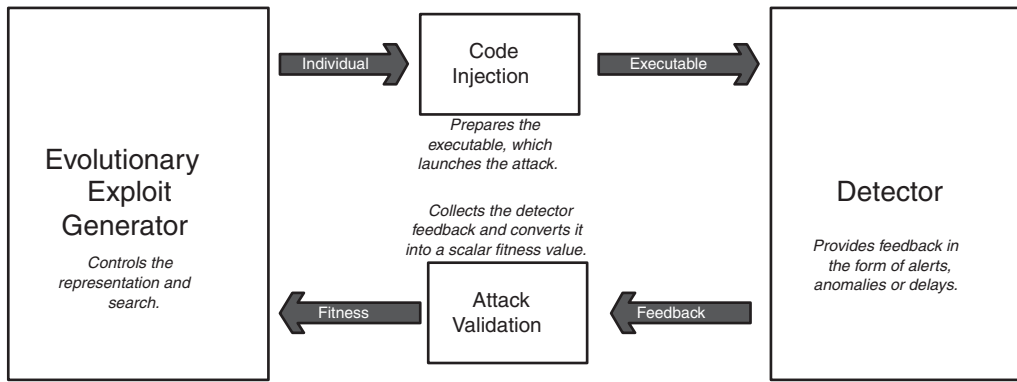 Evolutionary
Exploit
Generator
Controls the
representation and
search.
Individual
Code
Injection
Prepares the
executable, which
launches the attack.
Executable
Detector
Provides feedback in
the form of alerts,
anomalies or delays.
Feedback
Collects the detector
feedback and converts it
into a scalar fitness value.
Attack
Validation
Fitness